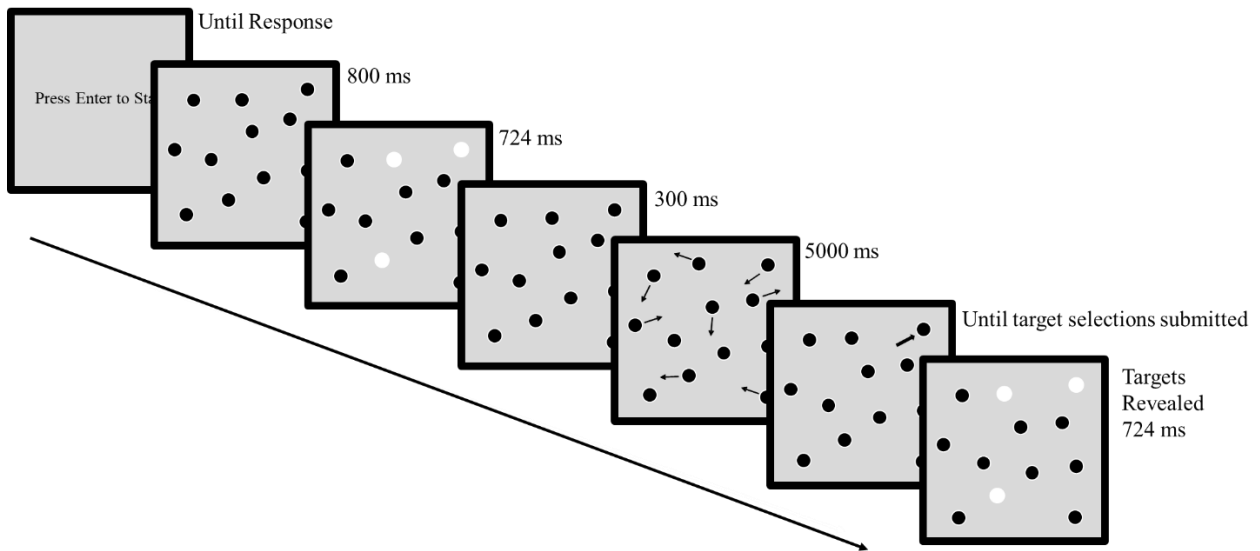 Until Response
Press Enter to Sta
800 ms
724 ms
300 ms
5000 ms
Until target selections submitted
Targets
Revealed
724 ms